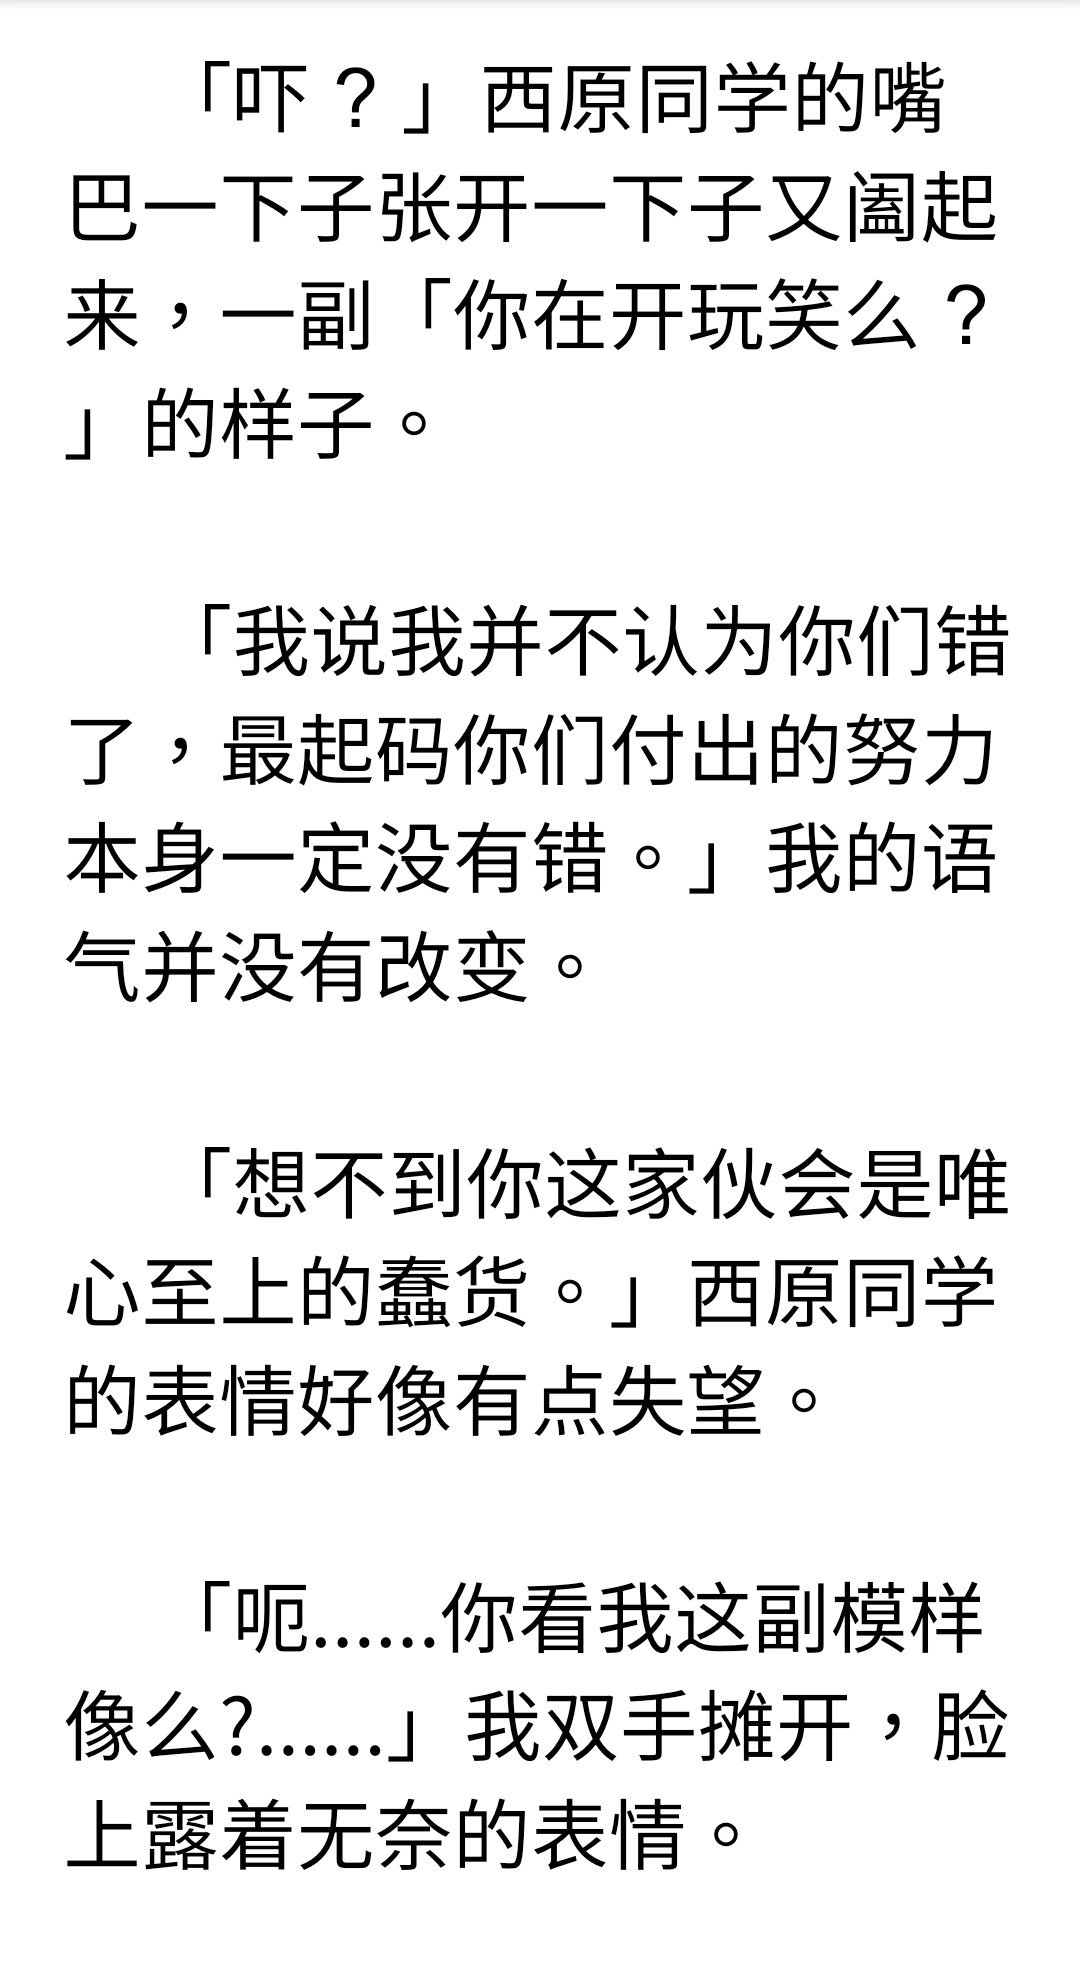 「吓？」西原同学的嘴
巴一下子张开一下子又阖起
来，一副「你在开玩笑么？
」的样子。
「我说我并不认为你们错
了，最起码你们付出的努力
本身一定没有错。」我的语
气并没有改变。
「想不到你这家伙会是唯
心至上的蠢货。」西原同学
的表情好像有点失望。
「呃......你看我这副模样
像么?......」我双手摊开，脸
上露着无奈的表情。